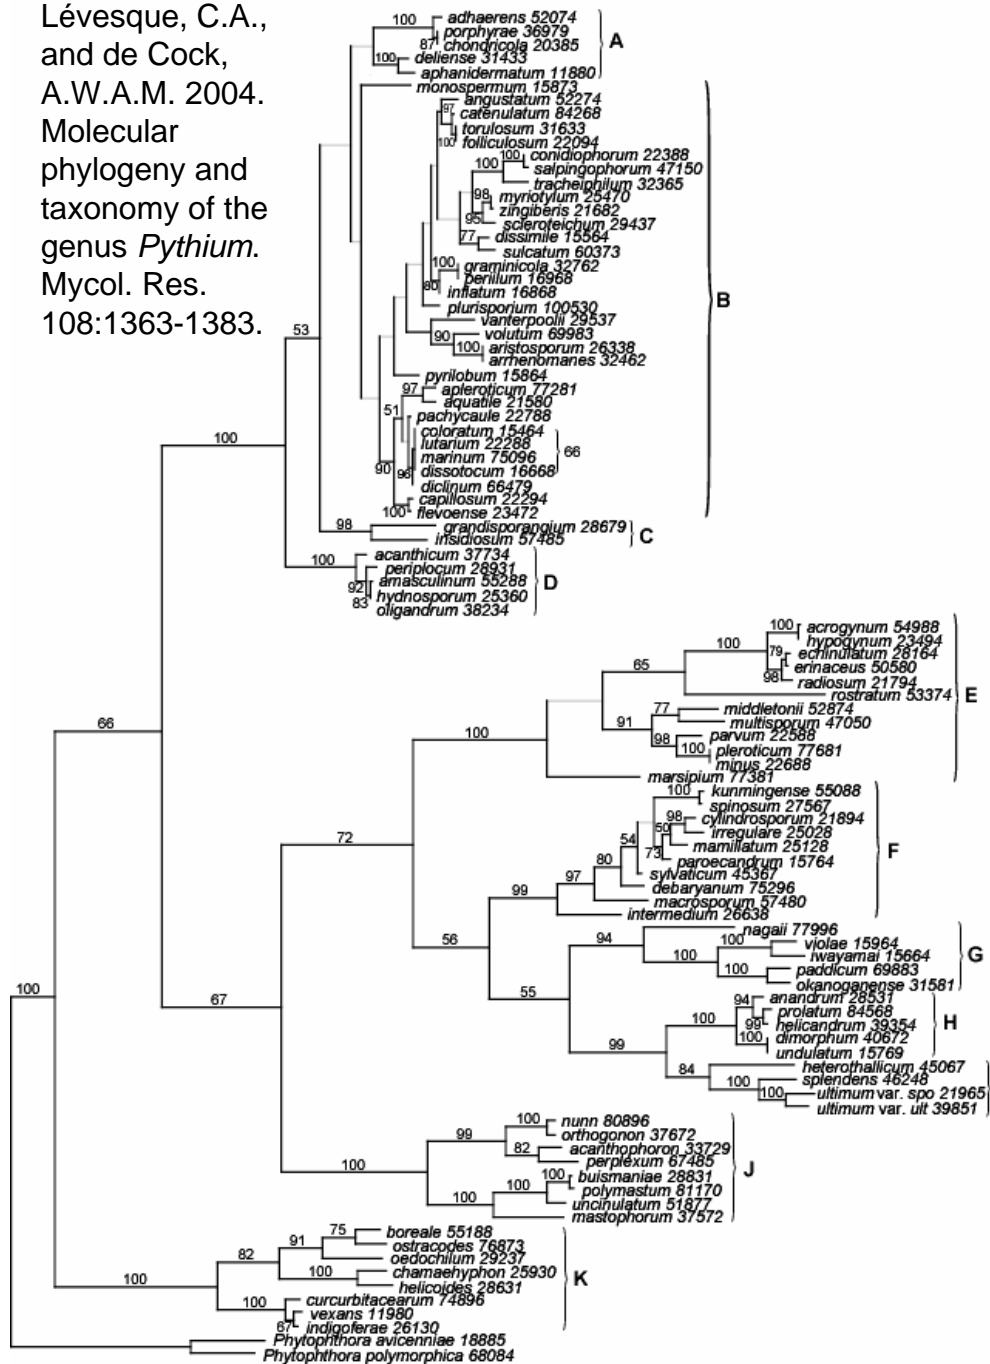 Lévesque, C.A.,
and de Cock,
A.W.A.M. 2004.
Molecular
phylogeny and
taxonomy of the
genus Pythium.
Mycol. Res.
108:1363-1383.
100 adhaerens 52074
porphyrae 36979
87 chondricola 20385
100 deliense 31433
aphanidermatum 11880
A
monospermum 15873
angustatum 52274
97 catenulatum 84268
torulosum 31633
100 folliculosum 22094
100 conidiophorum 22388
100 salpingophorum 47150
tracheiphilum 32365
98 myriotylum 25470
zingiberis 21682
95 scleroteichum 29437
77 dissimile 15564
sulcatum 60373
100 graminicola 32762
periilum 16968
80 inflatum 16868
plurisporium 100530
vanterpoolii 29537
90 volutum 69983
100 aristosporum 26338
arrhenomanes 32462
B
53
pyrilobum 15864
97 apleroticum 77281
aquatile 21580
51 pachycaule 22788
coloratum 15464
lutarium 22288
marinum 75096
66
90 96 dissotocum 16668
diclinum 66479
capillosum 22294
100 flevoense 23472
100
98 grandisporangium 28679
insidiosum 57485
C
100 acanthicum 37734
periplocum 28931
92 amasculinum 55288
hydnosporum 25360
83 oligandrum 38234
D
100 acrogynum 54988
hypogynum 23494
100 79 echinulatum 28164
erinaceus 50580
98 radiosum 21794
65 rostratum 53374
E
77 middletonii 52874
91 multisporum 47050
98 parvum 22588
100 pleroticum 77681
minus 22688
100
marsipium 77381
66
100 kunmingense 55088
spinosum 27567
98 cylindrosporum 21894
50 irregulare 25028
54 mamillatum 25128
73 paroecandrum 15764
F
80 sylvaticum 45367
97 debaryanum 75296
99 macrosporum 57480
intermedium 26638
72
94 nagaii 77996
100 violae 15964
100 iwayamai 15664
100 paddicum 69883
okanoganense 31581
G
56
55
94 anandrum 28531
prolatum 84568
100 99 helicandrum 39354
100 dimorphum 40672
undulatum 15769
H
99
84 heterothallicum 45067
100 splendens 46248
100 ultimum var. spo 21965
ultimum var. ult 39851
100
67
100 nunn 80896
99 orthogonon 37672
82 acanthophoron 33729
perplexum 67485
100
100 buismaniae 28831
100 polymastum 81170
100 uncinulatum 51877
mastophorum 37572
J
75 boreale 55188
91 ostracodes 76873
82 oedochilum 29237
100 chamaehyphon 25930
helicoides 28631
100
K
100 curcurbitacearum 74896
vexans 11980
67 indigoferae 26130
Phytophthora avicenniae 18885
Phytophthora polymorphica 68084